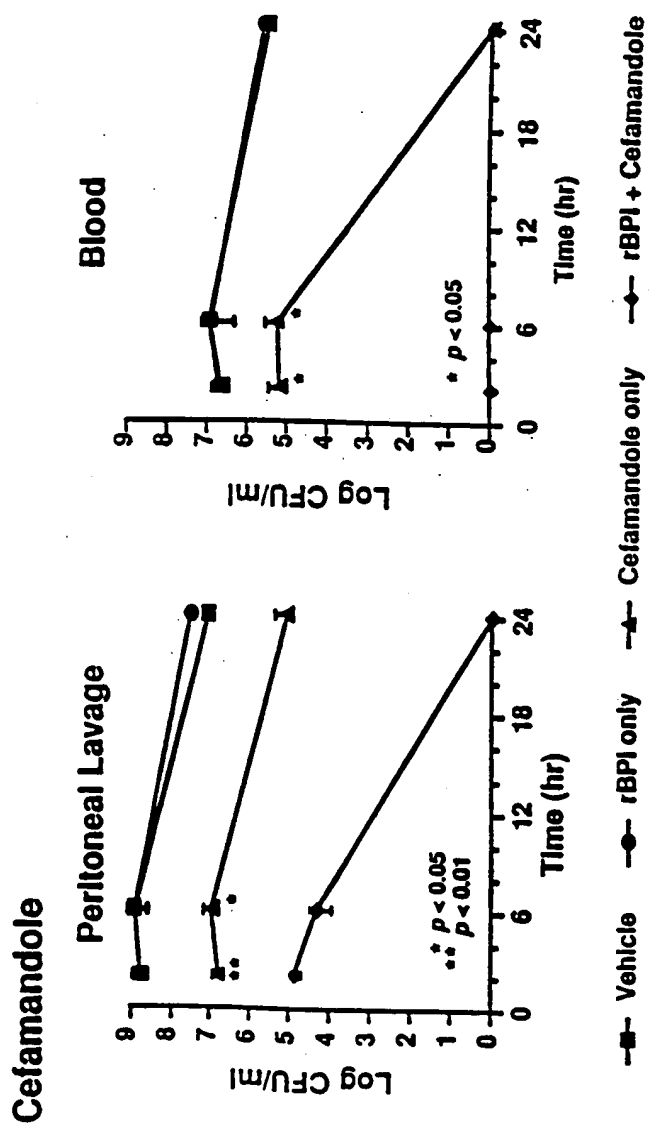 Cefamandole
Peritoneal Lavage
Log CFU/ml
9
8
7
6
5
4
3
2
1
0
* p < 0.05
** p < 0.01
*
**
0 6 12 18 24
Time (hr)
Blood
Log CFU/ml
9
8
7
6
5
4
3
2
1
0
*
*
* p < 0.05
0 6 12 18 24
Time (hr)
Vehicle rBPI only Cefamandole only rBPI + Cefamandole